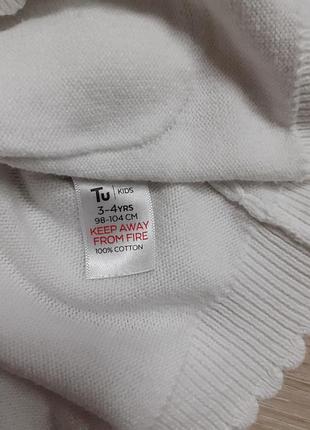 Tu KIDS
3-4YRS
98-104 CM
KEEP AWAY
FROM FIRE
100% COTTON